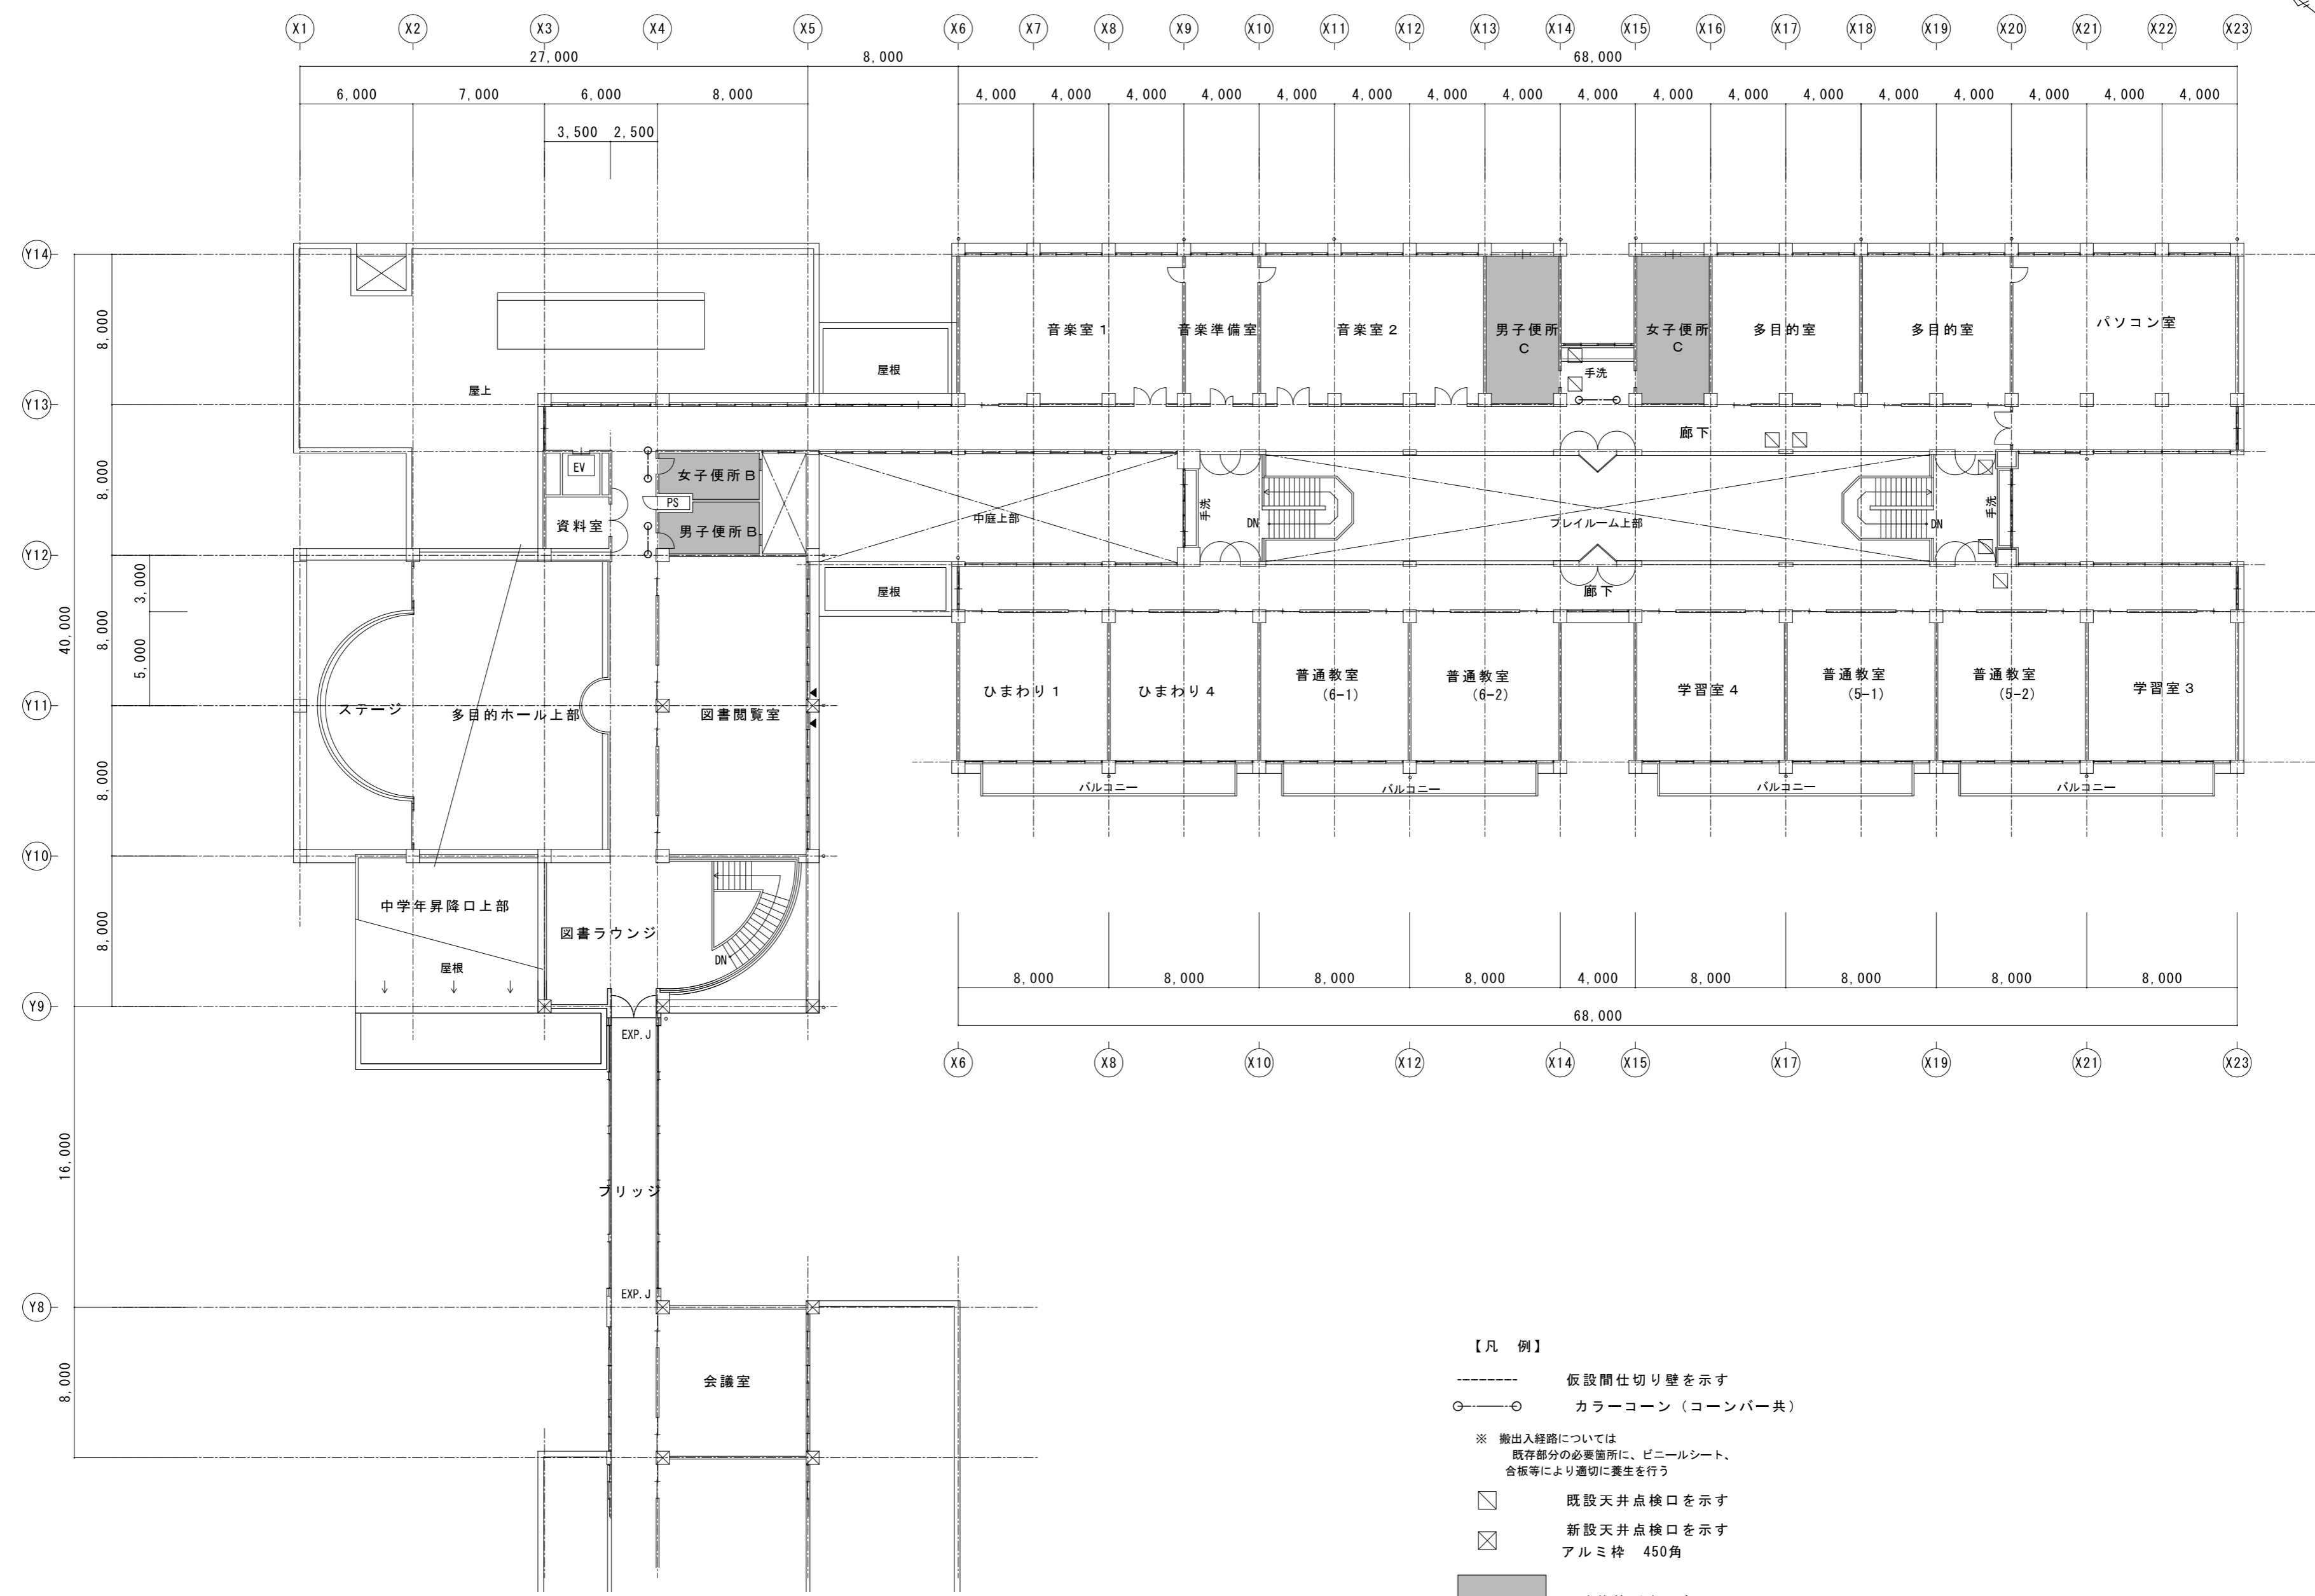 X1 X2 X3 X4 X5 X6 X7 X8 X9 X10 X11 X12 X13 X14 X15 X16 X17 X18 X19 X20 X21 X22 X23
27,000 8,000 68,000
6,000 7,000 6,000 8,000 4,000 4,000 4,000 4,000 4,000 4,000 4,000 4,000 4,000 4,000 4,000 4,000 4,000 4,000 4,000 4,000 4,000
3,500 2,500
Y14
8,000
音楽室1 音楽準備室 音楽室2 男子便所
C
女子便所
C
多目的室 多目的室 パソコン室
屋根
手洗
屋上
Y13
廊下
8,000
EV
女子便所B
PS
資料室
男子便所B
中庭上部
手洗
DN
プレイルーム上部
DN
手洗
Y12
3,000
屋根
廊下
40,000
8,000
5,000
ひまわり1 ひまわり4 普通教室
(6-1)
普通教室
(6-2)
学習室4 普通教室
(5-1)
普通教室
(5-2)
学習室3
Y11
ステージ 多目的ホール上部 図書閲覧室
8,000
バルコニー バルコニー バルコニー バルコニー
Y10
8,000
中学年昇降口上部
図書ラウンジ
DN
屋根
8,000 8,000 8,000 8,000 4,000 8,000 8,000 8,000 8,000
Y9
68,000
EXP.J
X6 X8 X10 X12 X14 X15 X17 X19 X21 X23
16,000
ブリッジ
EXP.J
Y8
8,000
会議室
【凡 例】
仮設間仕切り壁を示す
カラーコーン(コーンバー共)
※ 搬出入経路については
既存部分の必要箇所に、ビニールシート、
合板等により適切に養生を行う
既設天井点検口を示す
新設天井点検口を示す
アルミ枠 450角